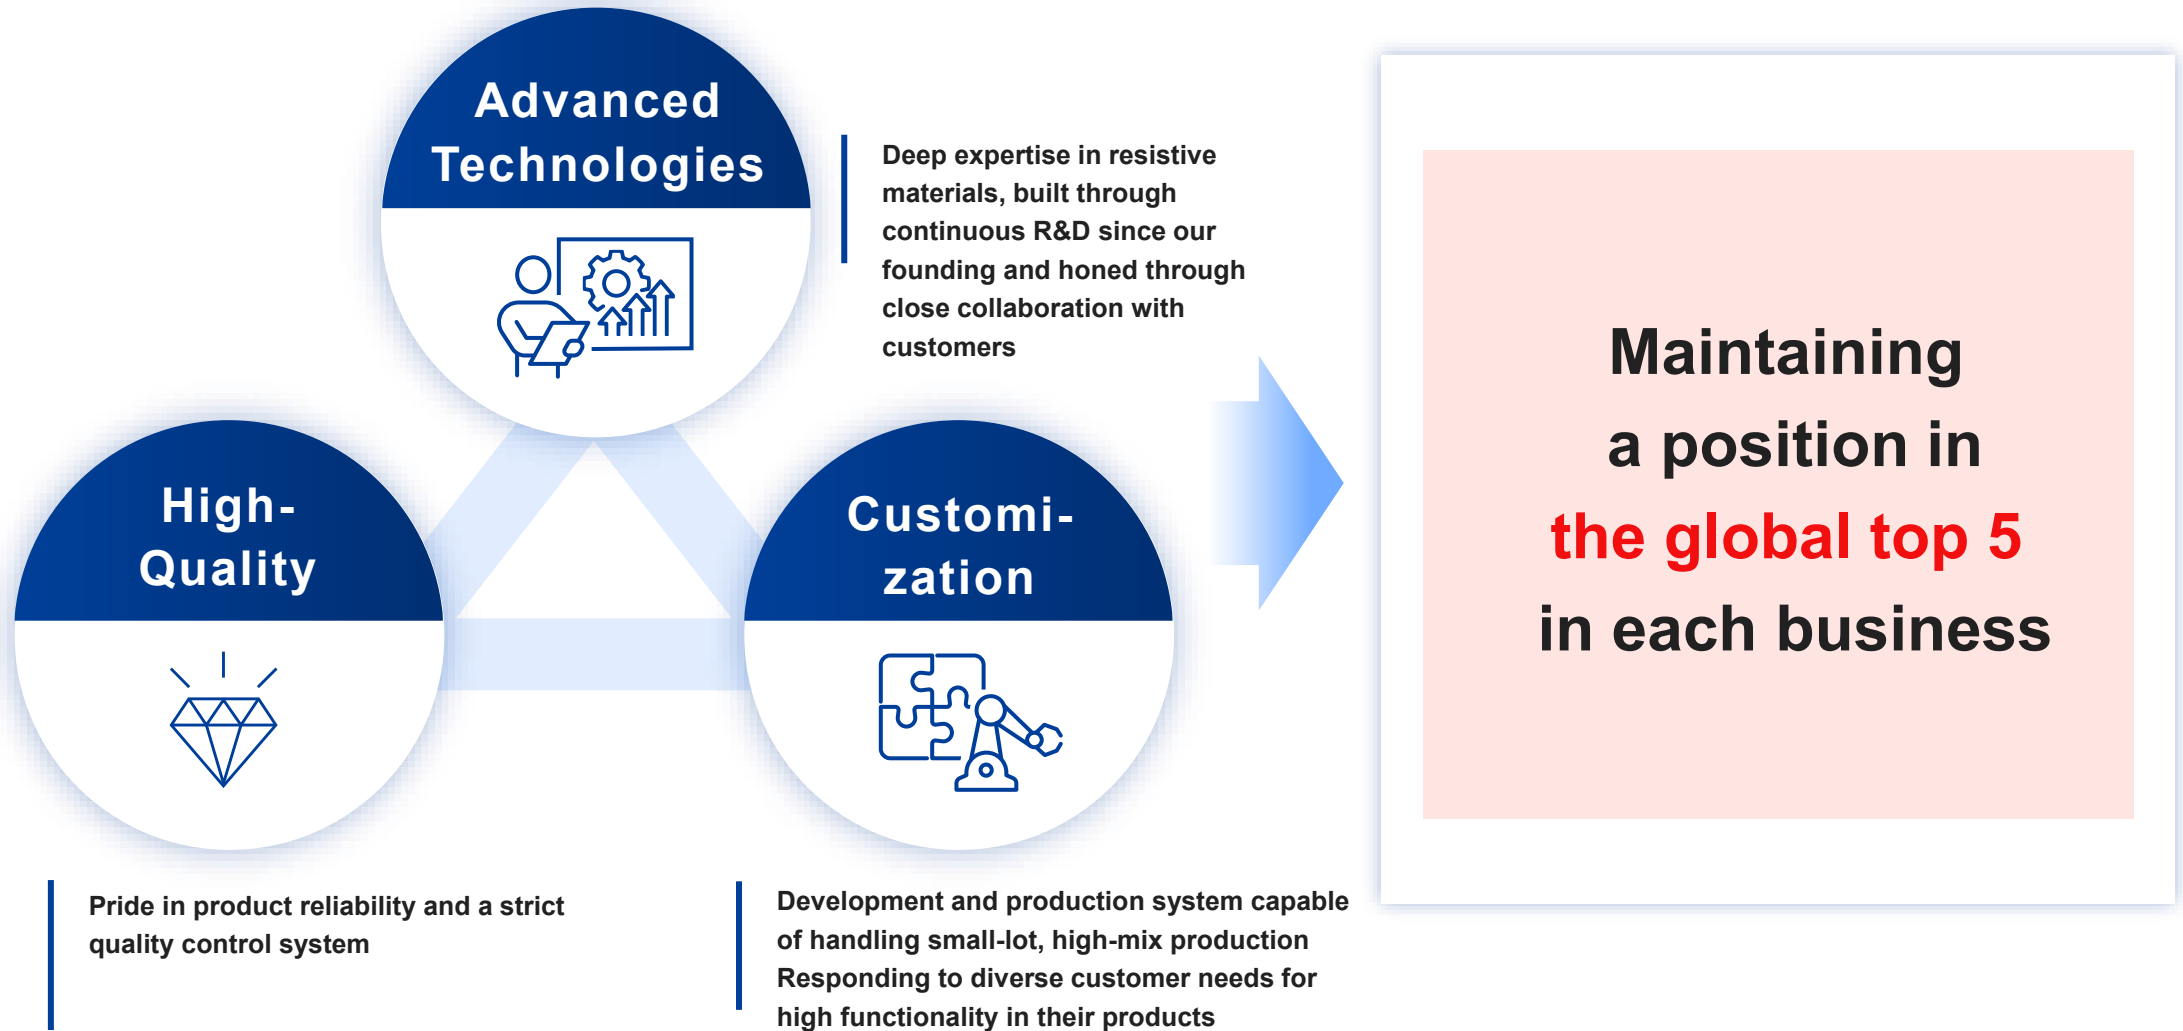 Advanced
Technologies
Deep expertise in resistive
materials, built through
continuous R&D since our
founding and honed through
close collaboration with
customers
High-
Quality
Customi-
zation
Pride in product reliability and a strict
quality control system
Development and production system capable
of handling small-lot, high-mix production
Responding to diverse customer needs for
high functionality in their products
Maintaining
a position in
the global top 5
in each business